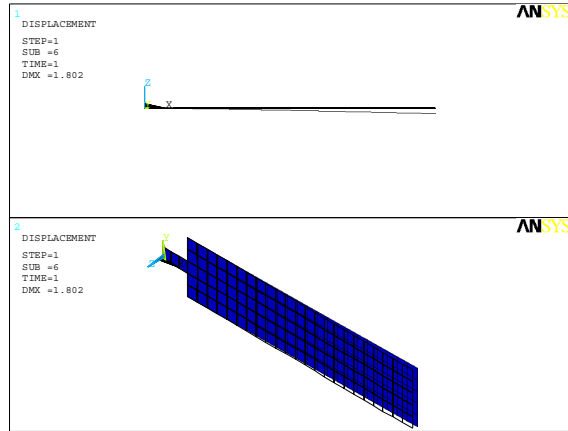 1
ANSYS
DISPLACEMENT
STEP=1
SUB =6
TIME=1
DMX =1.802
Z
X
2
ANSYS
DISPLACEMENT
STEP=1
SUB =6
TIME=1
DMX =1.802
Y
Z